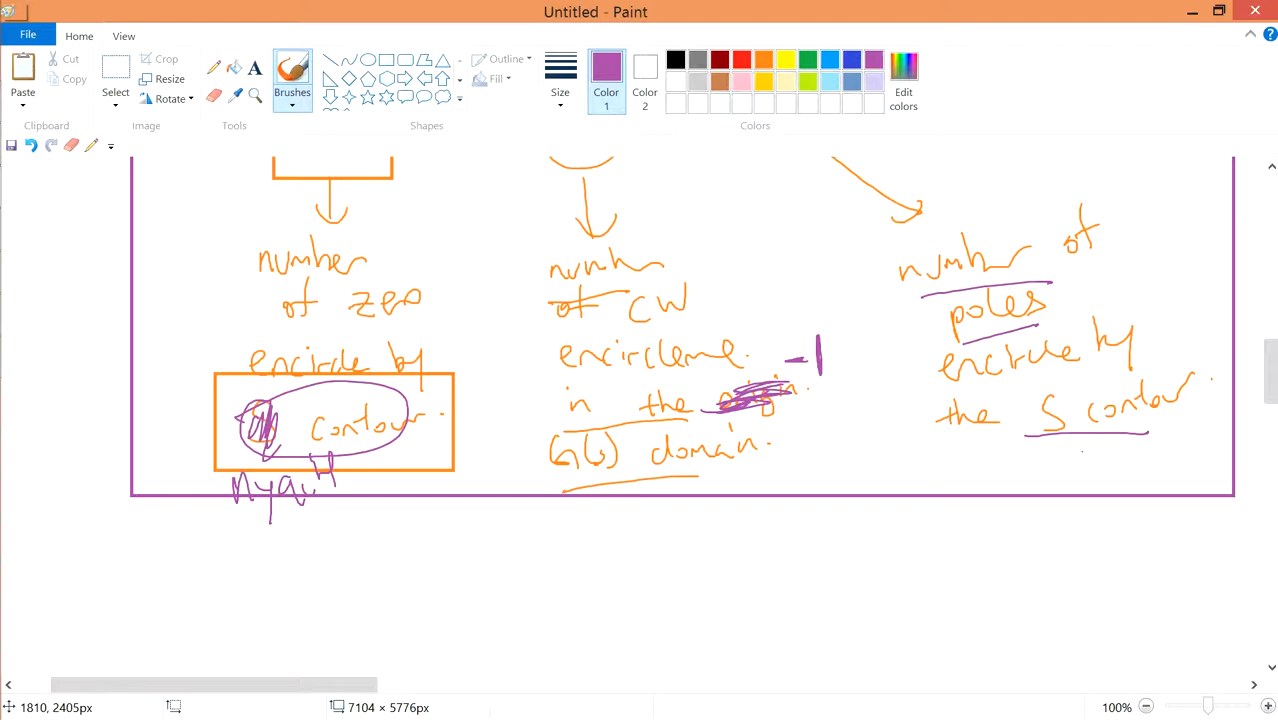 Untitled - Paint
File
Home
View
Cut
Copy
Paste
Clipboard
Select
Crop
Resize
Rotate
Image
Tools
Brushes
Outline
Fill
Shapes
Size
Color
1
Color
2
Edit
colors
Colors
number
of zero
encircle by
contour.
Nyquist
number
of CW
encircleme.
in the -1
G(s) domain.
number of
poles
encircle by
the S contour.
1810, 2405px
7104 × 5776px
100%